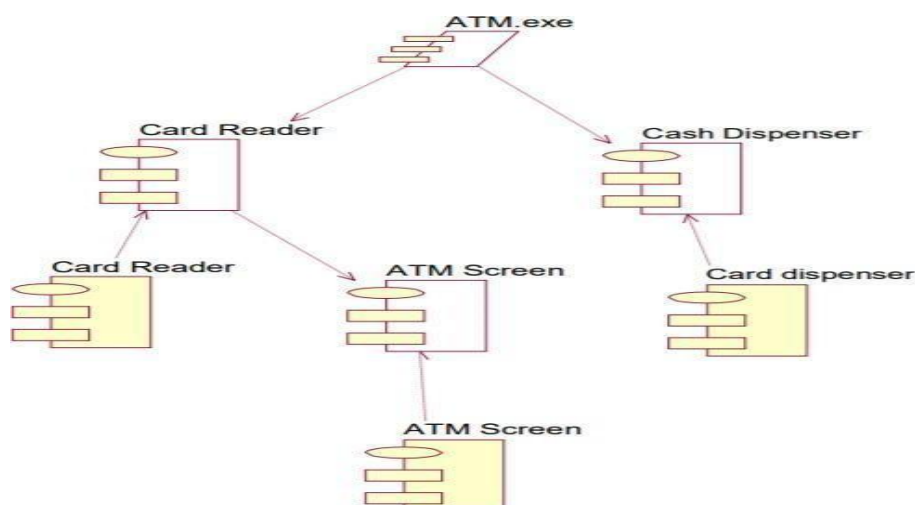 ATM.exe
Card Reader
Cash Dispenser
Card Reader
ATM Screen
Card dispenser
ATM Screen